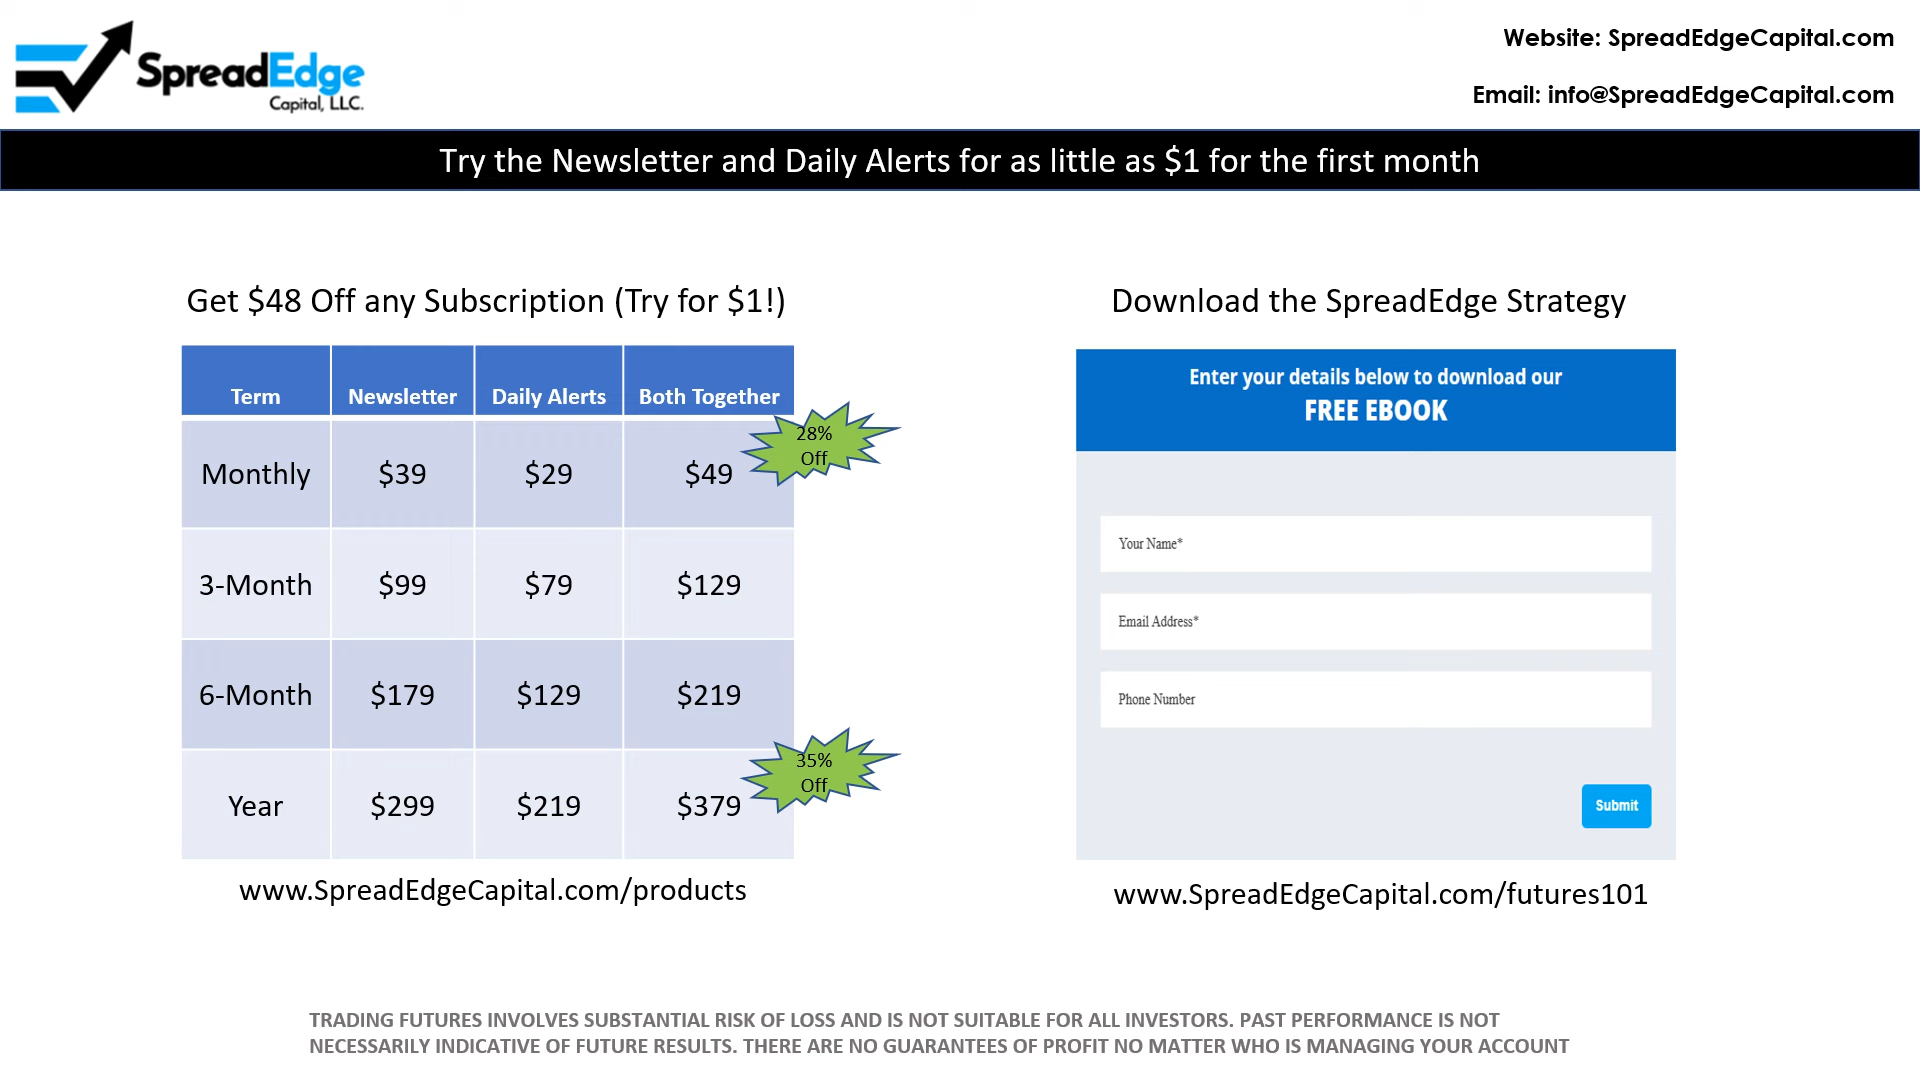 SpreadEdge
Capital, LLC.
Website: SpreadEdgeCapital.com
Email: info@SpreadEdgeCapital.com
Try the Newsletter and Daily Alerts for as little as $1 for the first month
Get $48 Off any Subscription (Try for $1!)
Term Newsletter Daily Alerts Both Together
28%
Off
Monthly $39 $29 $49
3-Month $99 $79 $129
6-Month $179 $129 $219
35%
Off
Year $299 $219 $379
www.SpreadEdgeCapital.com/products
Download the SpreadEdge Strategy
Enter your details below to download our
FREE EBOOK
Your Name*
Email Address*
Phone Number
Submit
www.SpreadEdgeCapital.com/futures101
TRADING FUTURES INVOLVES SUBSTANTIAL RISK OF LOSS AND IS NOT SUITABLE FOR ALL INVESTORS. PAST PERFORMANCE IS NOT
NECESSARILY INDICATIVE OF FUTURE RESULTS. THERE ARE NO GUARANTEES OF PROFIT NO MATTER WHO IS MANAGING YOUR ACCOUNT